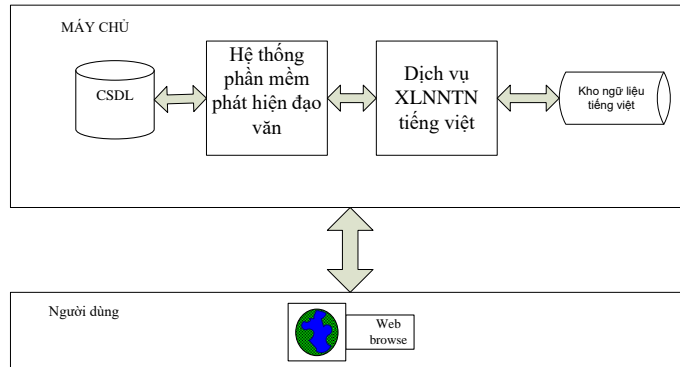 MÁY CHỦ
CSDL
Hệ thống
phần mềm
phát hiện đạo
văn
Dịch vụ
XLNNTN
tiếng việt
Kho ngữ liệu
tiếng việt
Người dùng
Web
browse